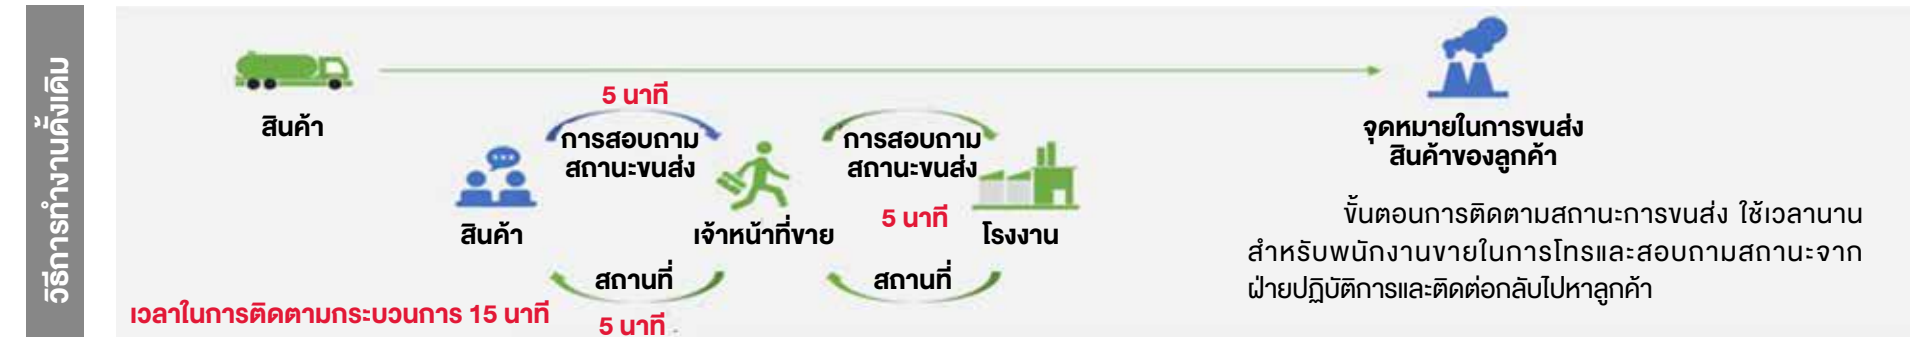 วิธีการทำงานดั้งเดิม
สินค้า
5 นาที
การสอบถาม
สถานะขนส่ง
การสอบถาม
สถานะขนส่ง
5 นาที
สินค้า
เจ้าหน้าที่ขาย
โรงงาน
สถานที่
สถานที่
5 นาที
เวลาในการติดตามกระบวนการ 15 นาที
จุดหมายในการขนส่ง
สินค้าของลูกค้า
ขั้นตอนการติดตามสถานะการขนส่ง ใช้เวลานาน
สำหรับพนักงานขายในการโทรและสอบถามสถานะจาก
ฝ่ายปฏิบัติการและติดต่อกลับไปหาลูกค้า